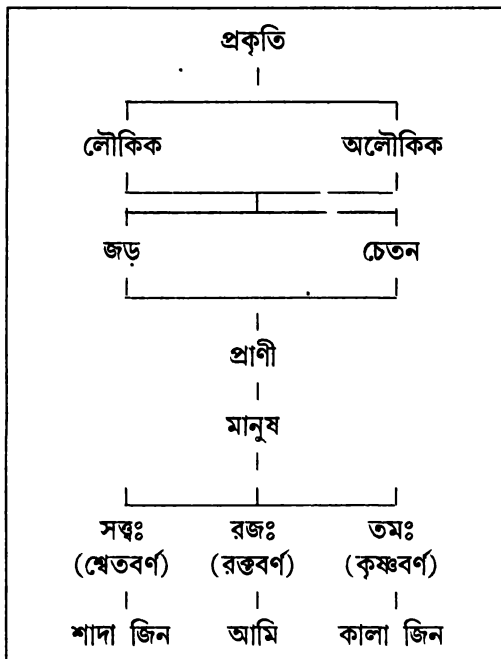 প্রকৃতি
লৌকিক অলৌকিক
জড় চেতন
প্রাণী
মানুষ
সত্ত্বঃ রজঃ তমঃ
(শ্বেতবর্ণ) (রক্তবর্ণ) (কৃষ্ণবর্ণ)
শাদা জিন আমি কালা জিন